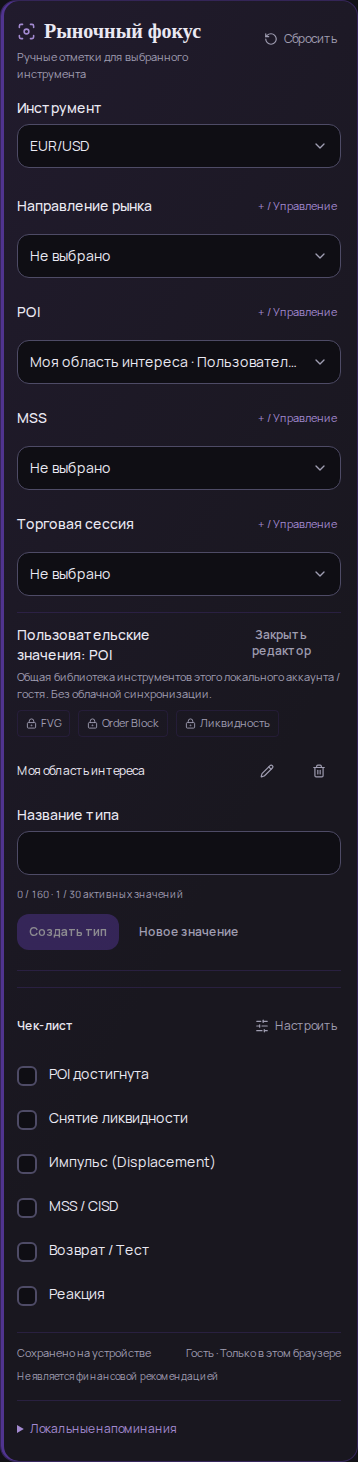 Рыночный фокус
Сбросить
Ручные отметки для выбранного
инструмента
Инструмент
EUR/USD
Направление рынка
+ / Управление
Не выбрано
POI
+ / Управление
Моя область интереса · Пользовател...
MSS
+ / Управление
Не выбрано
Торговая сессия
+ / Управление
Не выбрано
Пользовательские
значения: POI
Закрыть
редактор
Общая библиотека инструментов этого локального аккаунта /
гостя. Без облачной синхронизации.
FVG
Order Block
Ликвидность
Моя область интереса
Название типа
0 / 160 · 1 / 30 активных значений
Создать тип
Новое значение
Чек-лист
Настроить
POI достигнута
Снятие ликвидности
Импульс (Displacement)
MSS / CISD
Возврат / Тест
Реакция
Сохранено на устройстве
Гость · Только в этом браузере
Не является финансовой рекомендацией
Локальные напоминания